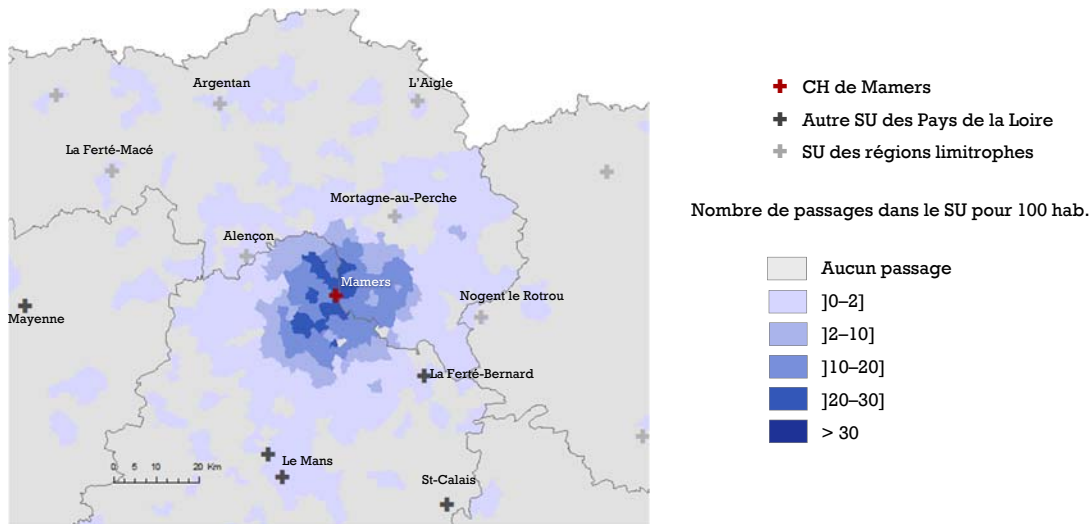 Argentan
L'Aigle
La Ferté-Macé
Mortagne-au-Perche
Alençon
Mamers
Nogent le Rotrou
Mayenne
La Ferté-Bernard
Le Mans
St-Calais
0 5 10 20 Km
CH de Mamers
Autre SU des Pays de la Loire
SU des régions limitrophes
Nombre de passages dans le SU pour 100 hab.
Aucun passage
]0–2]
]2–10]
]10–20]
]20–30]
> 30